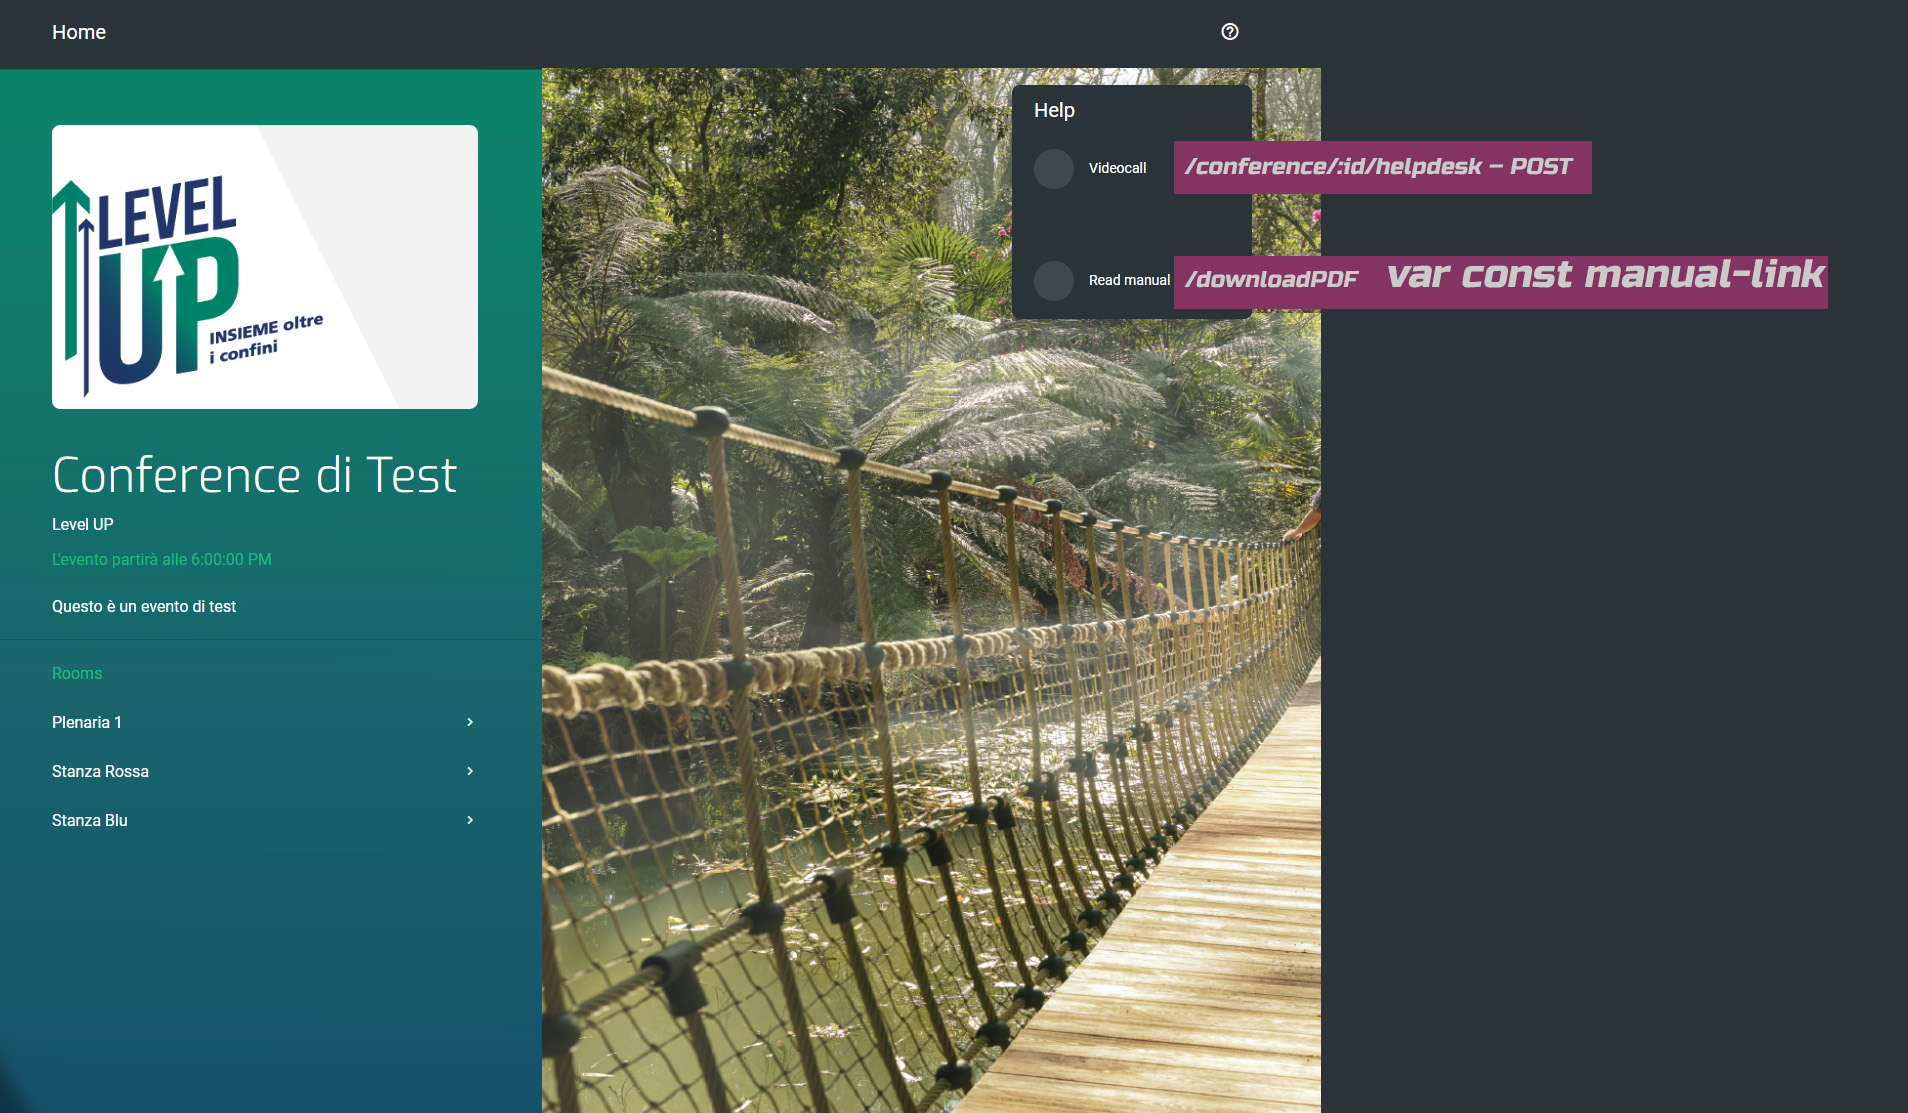 Home
LEVEL
UP
INSIEME oltre
i confini
Conference di Test
Level UP
L'evento partirà alle 6:00:00 PM
Questo è un evento di test
Rooms
Plenaria 1
Stanza Rossa
Stanza Blu
Help
Videocall
/conference/:id/helpdesk – POST
Read manual
/downloadPDF var const manual-link